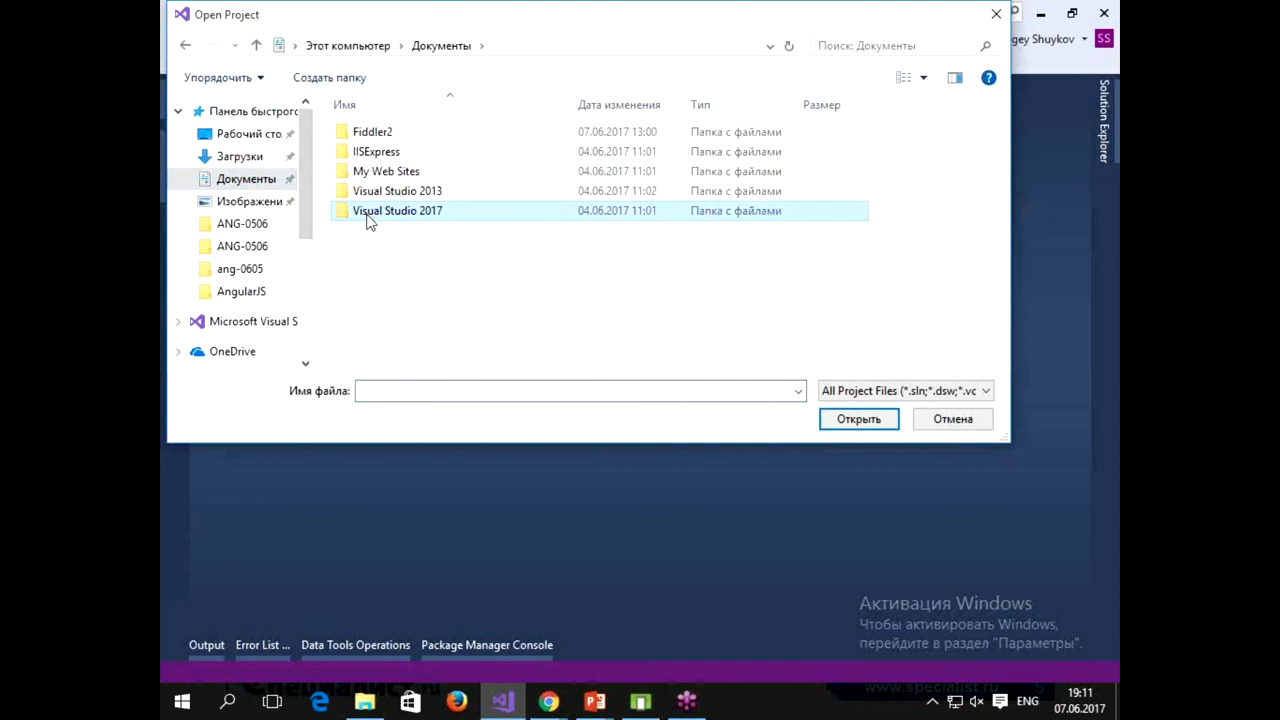 Open Project
gey Shuykov
SS
Этот компьютер
Документы
Поиск: Документы
Упорядочить
Создать папку
Имя
Дата изменения
Тип
Размер
Панель быстрог
Рабочий сто.
Загрузки
Документы
Изображени
ANG-0506
ANG-0506
ang-0605
AngularJS
Microsoft Visual S
OneDrive
Fiddler2 07.06.2017 13:00 Папка с файлами
IISExpress 04.06.2017 11:01 Папка с файлами
My Web Sites 04.06.2017 11:01 Папка с файлами
Visual Studio 2013 04.06.2017 11:02 Папка с файлами
Visual Studio 2017 04.06.2017 11:01 Папка с файлами
Имя файла:
All Project Files (*.sln;*.dsw;*.vc
Открыть
Отмена
Solution Explorer
Активация Windows
Чтобы активировать Windows,
перейдите в раздел "Параметры".
Output
Error List ...
Data Tools Operations
Package Manager Console
www.specialist.ru
ENG
19:11
07.06.2017